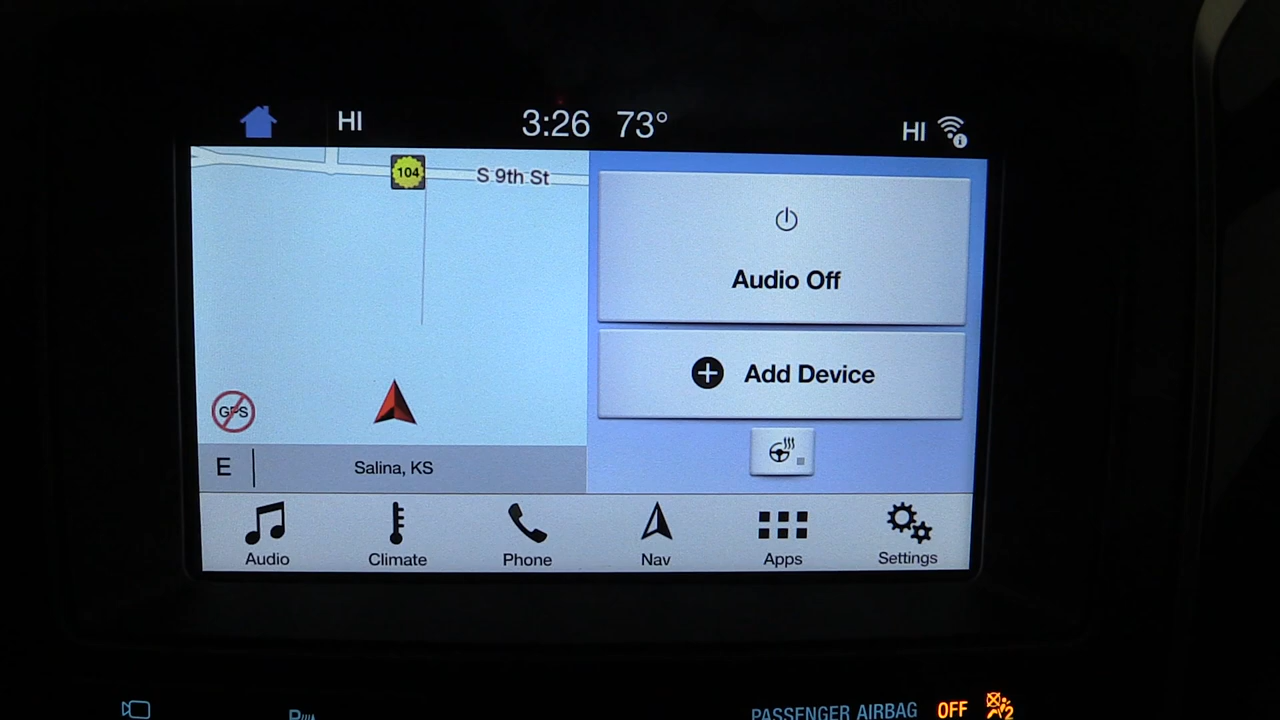 HI 3:26 73° HI
104
S 9th St
Audio Off
Add Device
GPS
E Salina, KS
Audio Climate Phone Nav Apps Settings
PASSENGER AIRBAG OFF 2
P